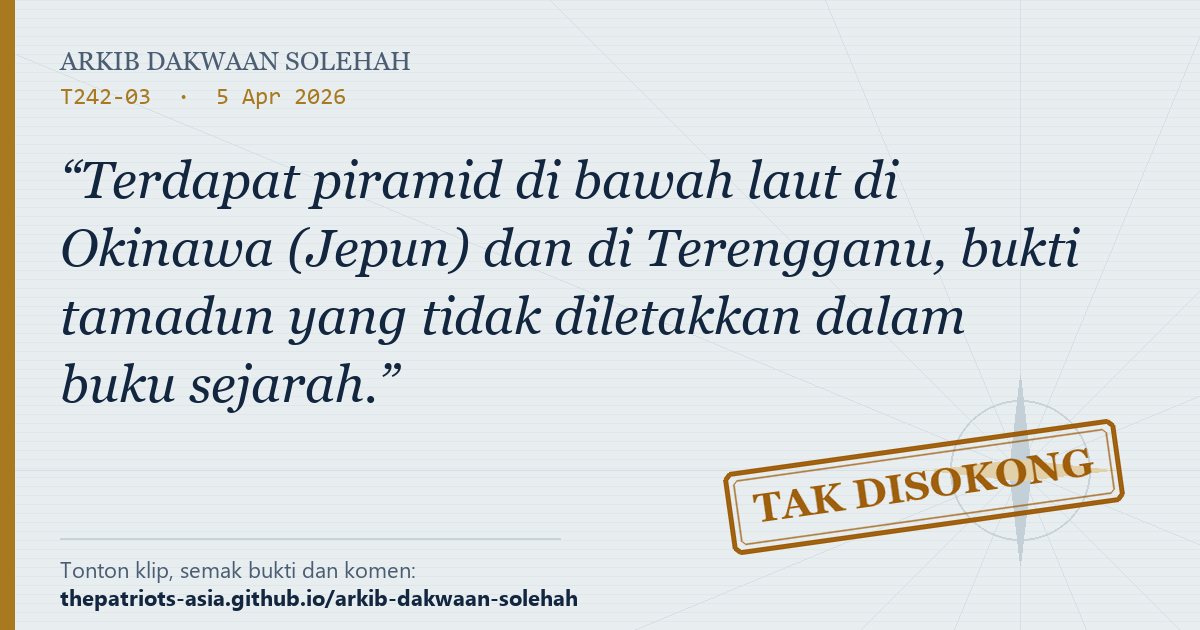 ARKIB DAKWAAN SOLEHAH
T242-03 · 5 Apr 2026
“Terdapat piramid di bawah laut di
Okinawa (Jepun) dan di Terengganu, bukti
tamadun yang tidak diletakkan dalam
buku sejarah.”
TAK DISOKONG
Tonton klip, semak bukti dan komen:
thepatriots-asia.github.io/arkib-dakwaan-solehah